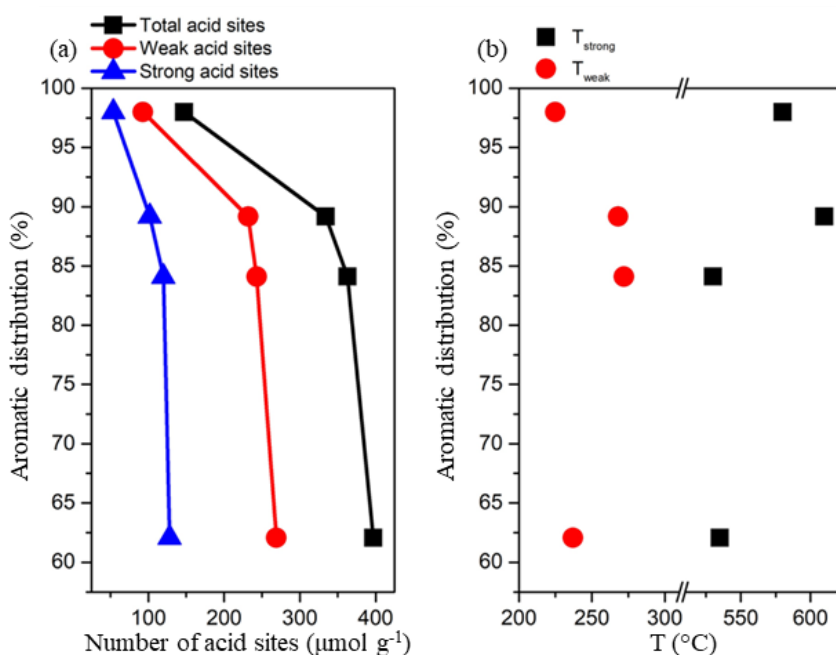 (a)
Total acid sites
Weak acid sites
Strong acid sites
100
95
90
85
80
75
70
65
60
Aromatic distribution (%)
100
200
300
400
Number of acid sites (μmol g⁻¹)
(b)
T strong
T weak
100
95
90
85
80
75
70
65
60
Aromatic distribution (%)
200
250
300
550
600
T (°C)